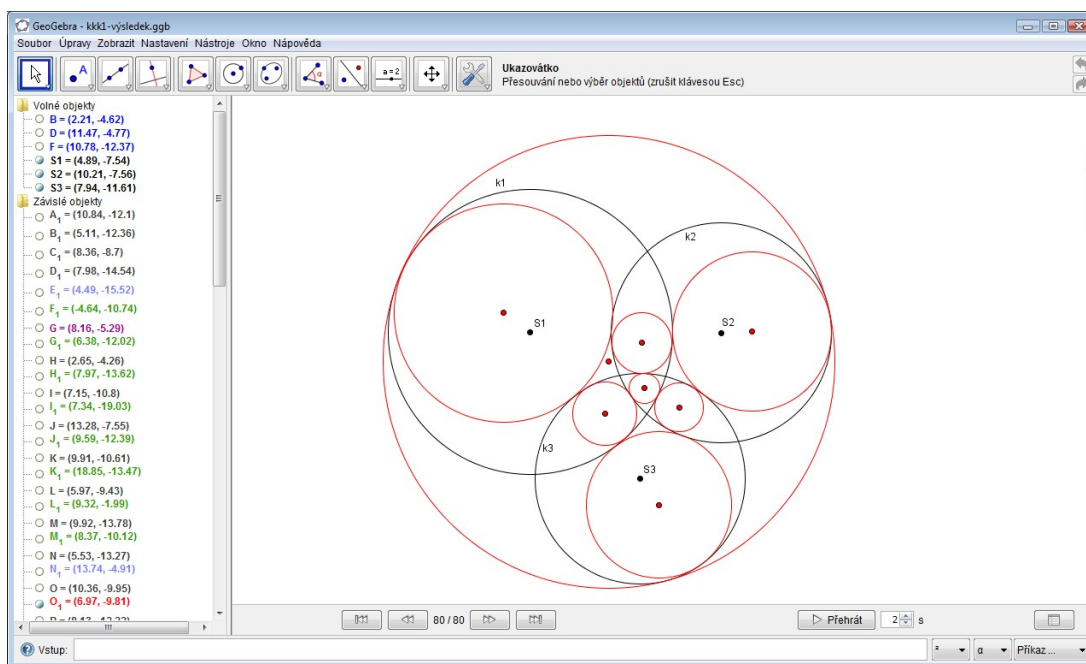 GeoGebra - kkk1-výsledek.ggb
Soubor Úpravy Zobrazit Nastavení Nástroje Okno Nápověda
A
α
a=2
Ukazovátko
Přesouvání nebo výběr objektů (zrušit klávesou Esc)
Volné objekty
B = (2.21, -4.62)
D = (11.47, -4.77)
F = (10.78, -12.37)
S1 = (4.89, -7.54)
S2 = (10.21, -7.56)
S3 = (7.94, -11.61)
Závislé objekty
A₁ = (10.84, -12.1)
B₁ = (5.11, -12.36)
C₁ = (8.36, -8.7)
D₁ = (7.98, -14.54)
E₁ = (4.49, -15.52)
F₁ = (-4.64, -10.74)
G = (8.16, -5.29)
G₁ = (6.38, -12.02)
H = (2.65, -4.26)
H₁ = (7.97, -13.62)
I = (7.15, -10.8)
I₁ = (7.34, -19.03)
J = (13.28, -7.55)
J₁ = (9.59, -12.39)
K = (9.91, -10.61)
K₁ = (18.85, -13.47)
L = (5.97, -9.43)
L₁ = (9.32, -1.99)
M = (9.92, -13.78)
M₁ = (8.37, -10.12)
N = (5.53, -13.27)
N₁ = (13.74, -4.91)
O = (10.36, -9.95)
O₁ = (6.97, -9.81)
k1
k2
S1
S2
k3
S3
80 / 80
Přehrát
2
s
Vstup:
α
Příkaz ...